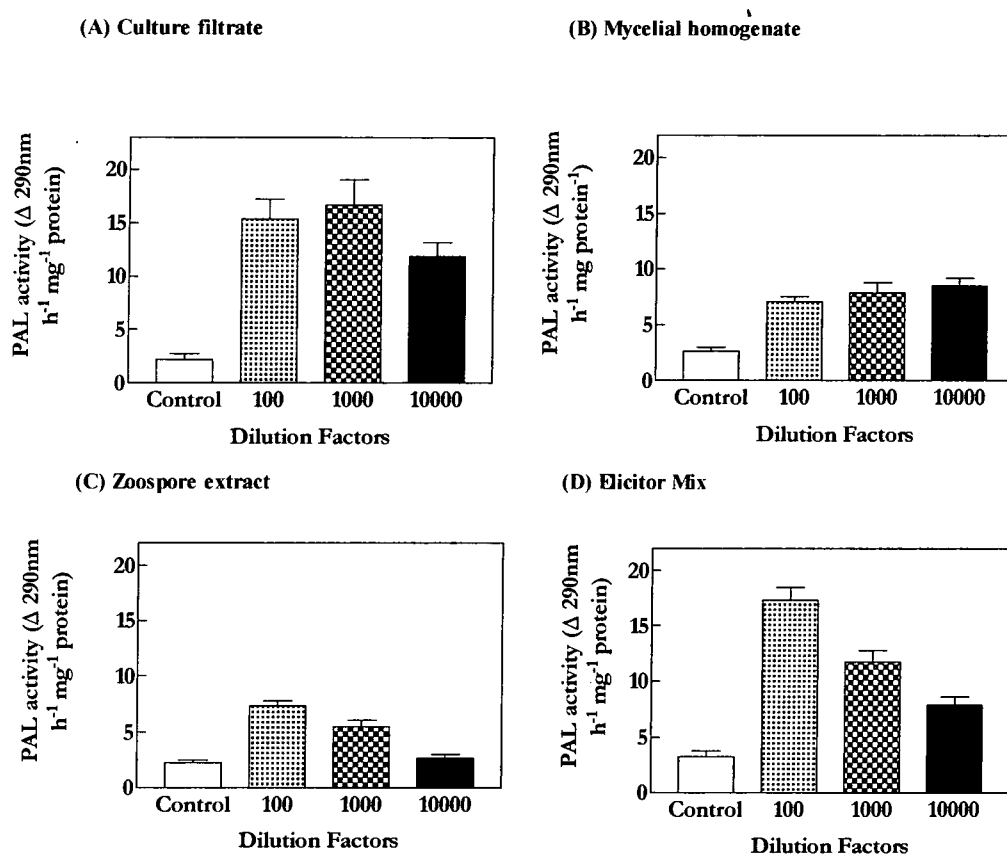 (A) Culture filtrate
PAL activity (Δ 290nm
h⁻¹ mg⁻¹ protein)
20
15
10
5
0
Control 100 1000 10000
Dilution Factors
(B) Mycelial homogenate
PAL activity (Δ 290nm
h⁻¹ mg protein⁻¹)
20
15
10
5
0
Control 100 1000 10000
Dilution Factors
(C) Zoospore extract
PAL activity (Δ 290nm
h⁻¹ mg⁻¹ protein)
20
15
10
5
0
Control 100 1000 10000
Dilution Factors
(D) Elicitor Mix
PAL activity (Δ 290nm
h⁻¹ mg⁻¹ protein)
20
15
10
5
0
Control 100 1000 10000
Dilution Factors